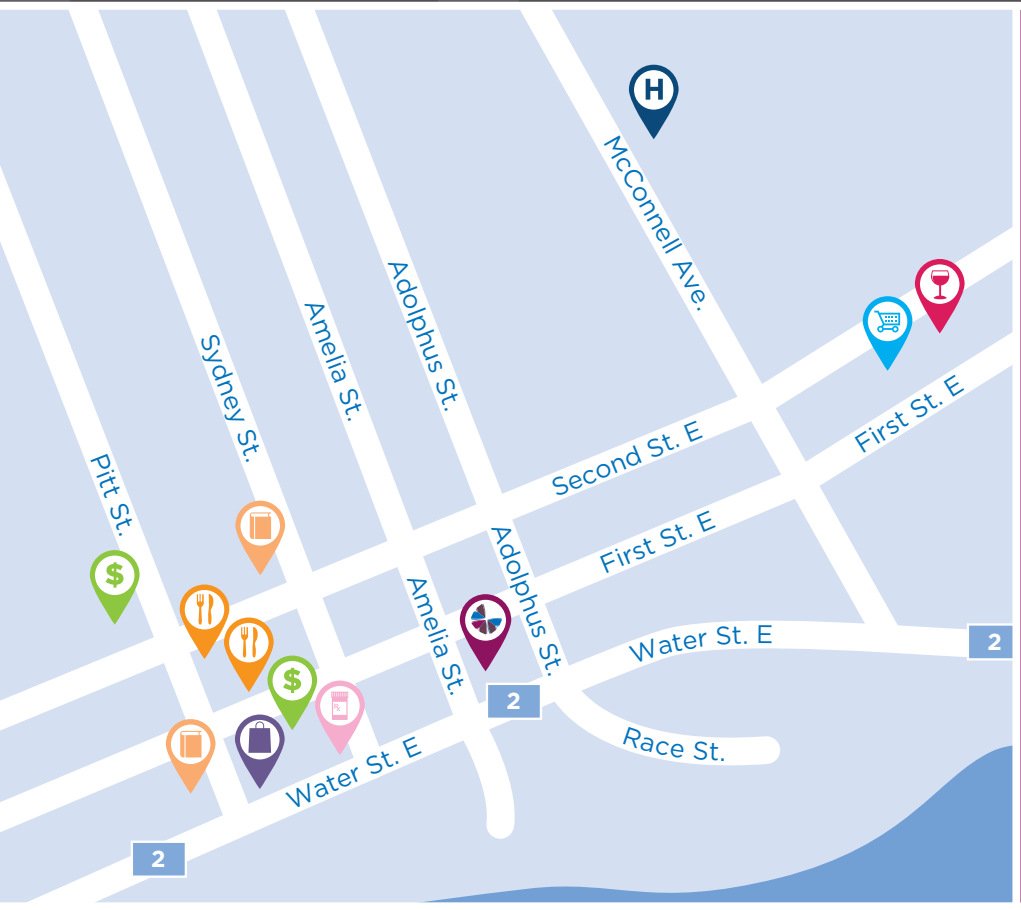 H
McConnell Ave.
Adolphus St.
Amelia St.
Sydney St.
First St. E
Second St. E
Pitt St.
First St. E
Adolphus St.
$
Amelia St.
Water St. E
2
$
2
Rx
Race St.
Water St. E
2